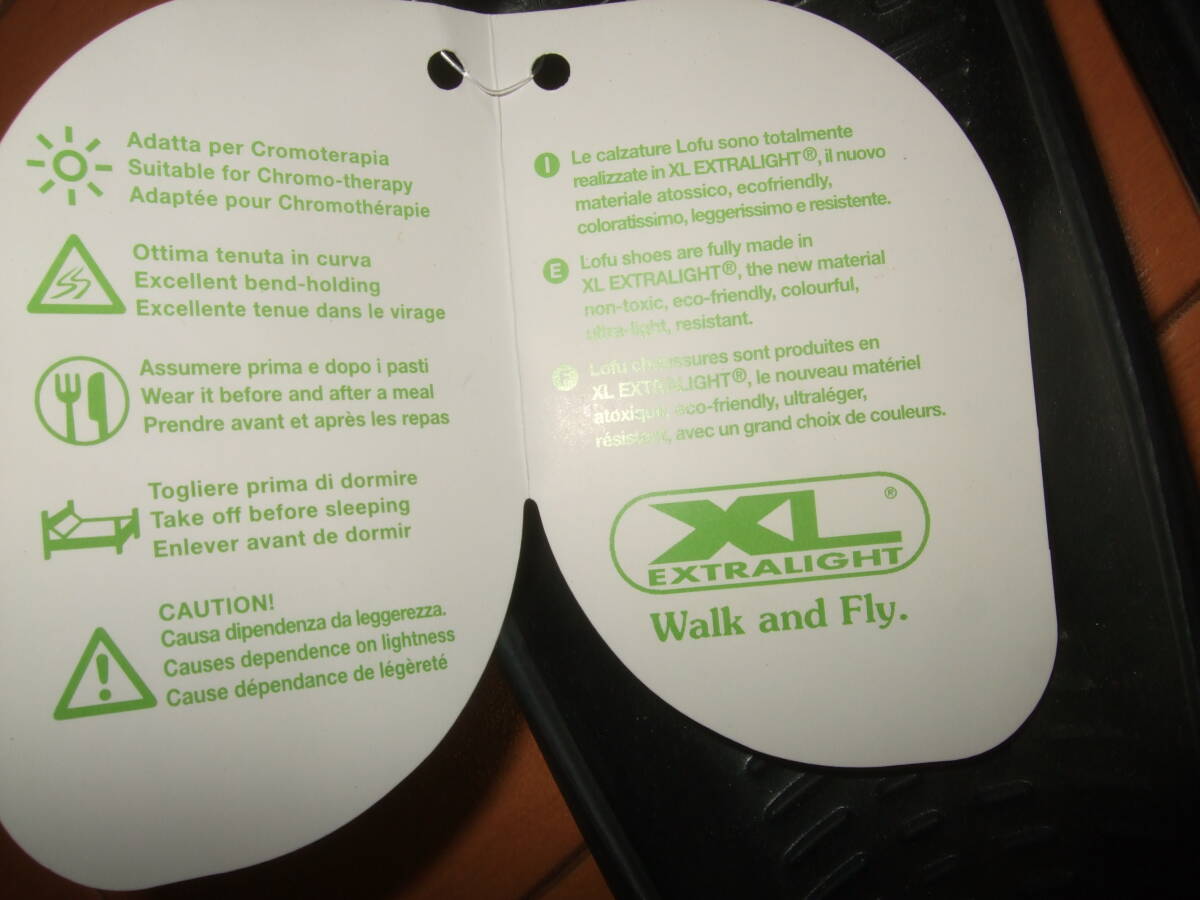 Adatta per Cromoterapia
Suitable for Chromo-therapy
Adaptée pour Chromothérapie
Ottima tenuta in curva
Excellent bend-holding
Excellente tenue dans le virage
Assumere prima e dopo i pasti
Wear it before and after a meal
Prendre avant et après les repas
Togliere prima di dormire
Take off before sleeping
Enlever avant de dormir
CAUTION!
Causa dipendenza da leggerezza.
Causes dependence on lightness
Cause dépendance de légèreté
I Le calzature Lofu sono totalmente
realizzate in XL EXTRALIGHT®, il nuovo
materiale atossico, ecofriendly,
coloratissimo, leggerissimo e resistente.
E Lofu shoes are fully made in
XL EXTRALIGHT®, the new material
non-toxic, eco-friendly, colourful,
ultra-light, resistant.
F Lofu chaussures sont produites en
XL EXTRALIGHT®, le nouveau matériel
atoxique, eco-friendly, ultraléger,
résistant, avec un grand choix de couleurs.
XL ®
EXTRALIGHT
Walk and Fly.